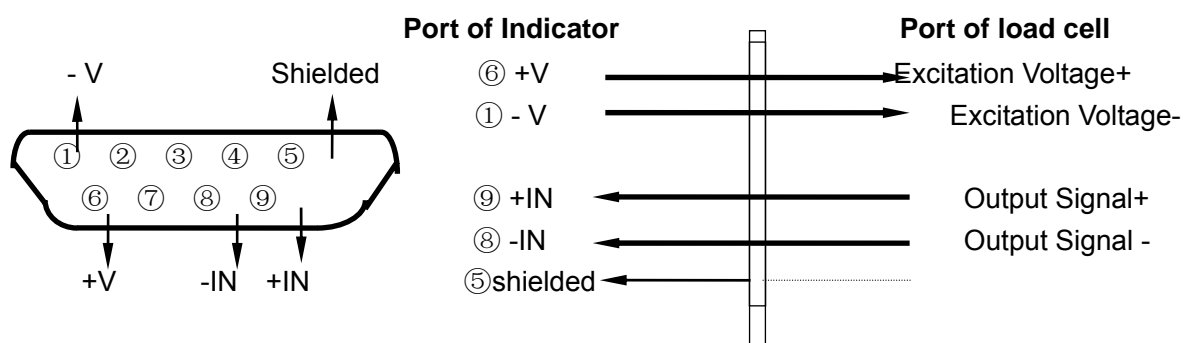 Port of Indicator
Port of load cell
- V
Shielded
⑥ +V
Excitation Voltage+
① - V
Excitation Voltage-
① ② ③ ④ ⑤
⑥ ⑦ ⑧ ⑨
⑨ +IN
Output Signal+
⑧ -IN
Output Signal -
+V
-IN
+IN
⑤shielded